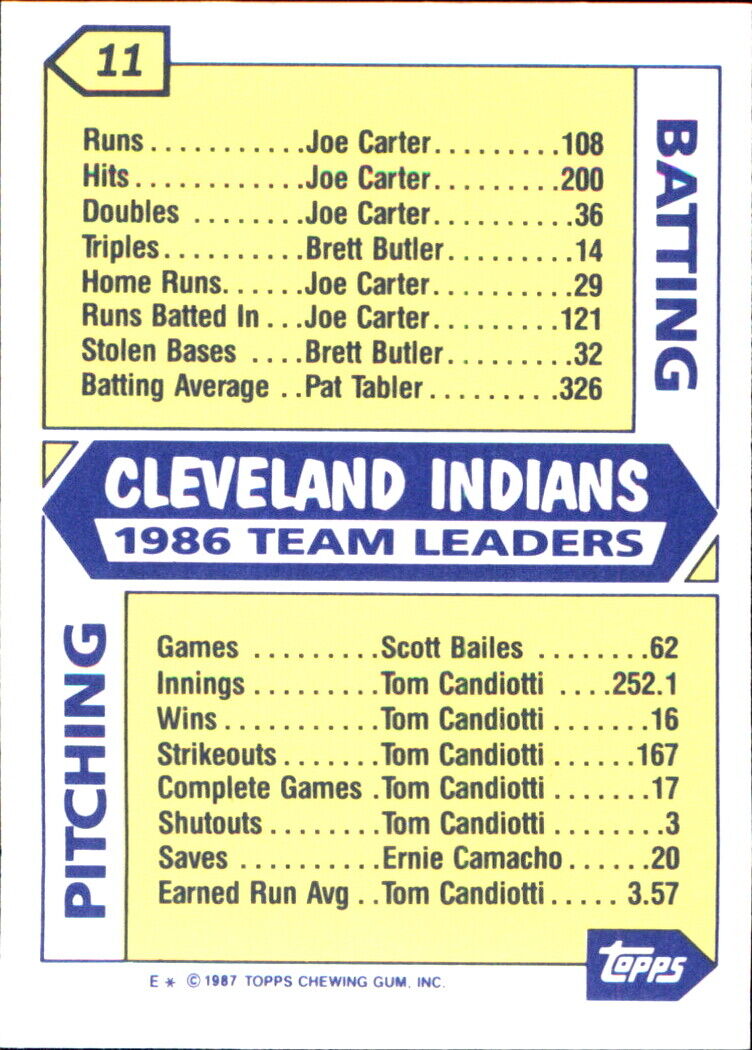 11
BATTING
Runs...........Joe Carter.........108
Hits............Joe Carter.........200
Doubles ........Joe Carter..........36
Triples..........Brett Butler.........14
Home Runs......Joe Carter..........29
Runs Batted In...Joe Carter.........121
Stolen Bases ....Brett Butler.........32
Batting Average ..Pat Tabler.........326
CLEVELAND INDIANS
1986 TEAM LEADERS
PITCHING
Games .........Scott Bailes ........62
Innings.........Tom Candiotti ....252.1
Wins...........Tom Candiotti .......16
Strikeouts.......Tom Candiotti ......167
Complete Games .Tom Candiotti .......17
Shutouts........Tom Candiotti ........3
Saves ..........Ernie Camacho......20
Earned Run Avg ..Tom Candiotti..... 3.57
topps
E * © 1987 TOPPS CHEWING GUM, INC.